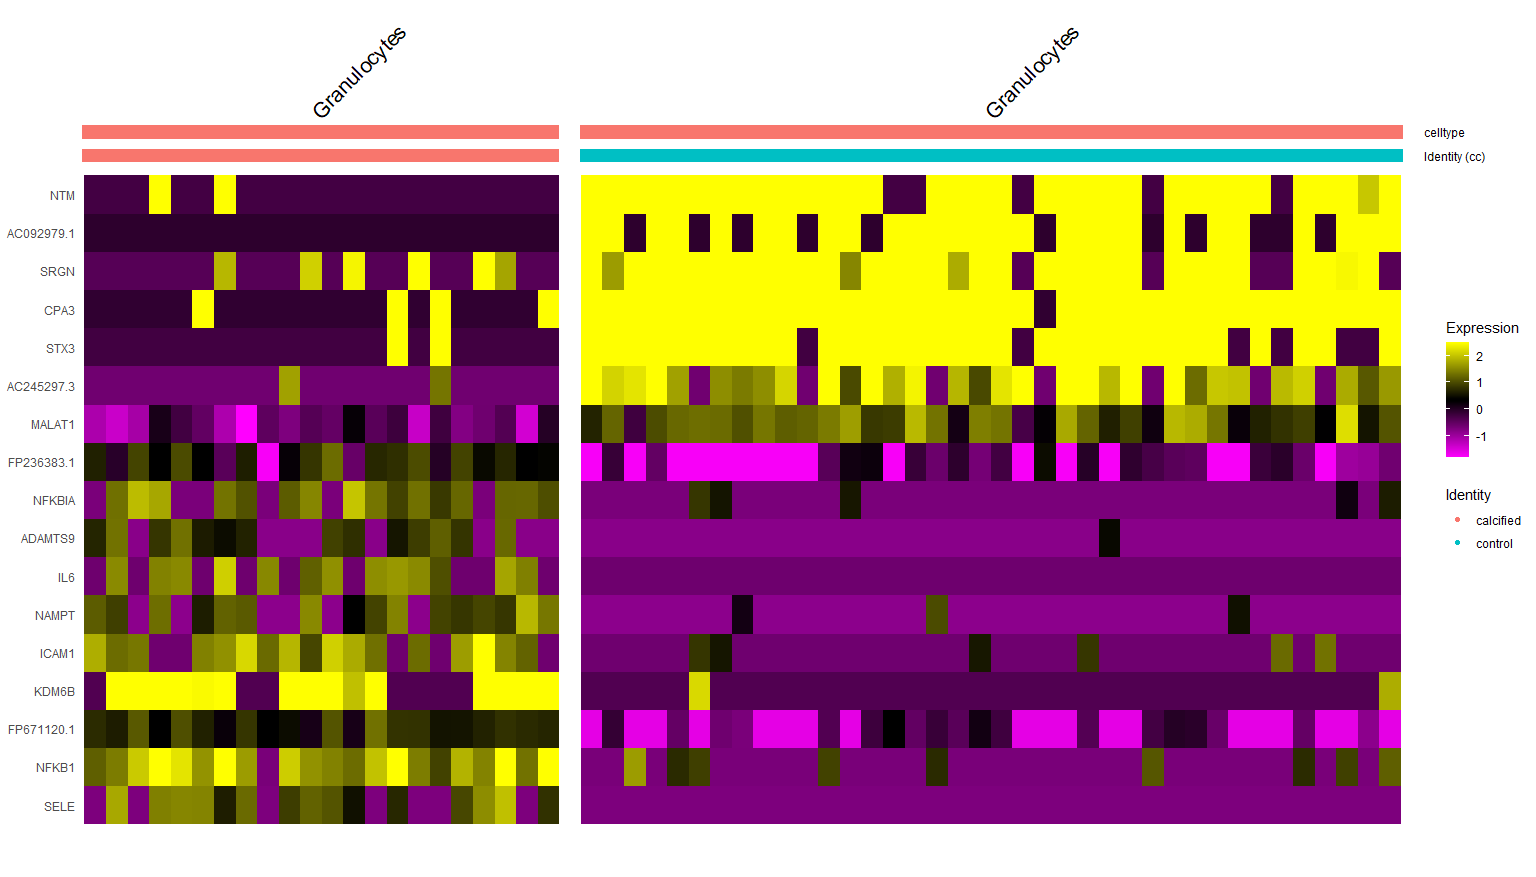 Granulocytes
Granulocytes
celltype
Identity (cc)
NTM
AC092979.1
SRGN
CPA3
STX3
AC245297.3
MALAT1
FP236383.1
NFKBIA
ADAMTS9
IL6
NAMPT
ICAM1
KDM6B
FP671120.1
NFKB1
SELE
Expression
2
1
0
-1
Identity
calcified
control